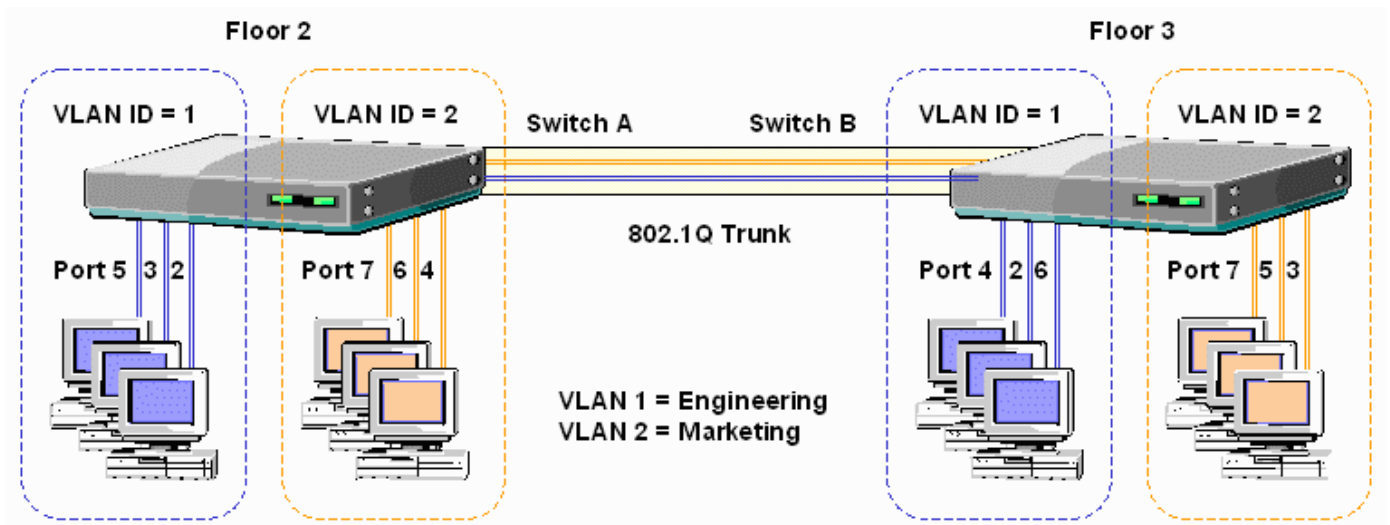 Floor 2
Floor 3
VLAN ID = 1
VLAN ID = 2
Switch A
Switch B
VLAN ID = 1
VLAN ID = 2
802.1Q Trunk
Port 5 3 2
Port 7 6 4
Port 4 2 6
Port 7 5 3
VLAN 1 = Engineering
VLAN 2 = Marketing